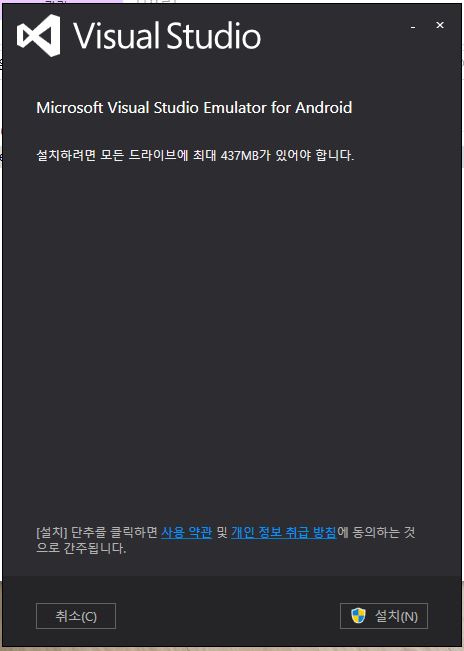 Visual Studio
Microsoft Visual Studio Emulator for Android
설치하려면 모든 드라이브에 최대 437MB가 있어야 합니다.
[설치] 단추를 클릭하면 사용 약관 및 개인 정보 취급 방침에 동의하는 것
으로 간주됩니다.
취소(C)
설치(N)